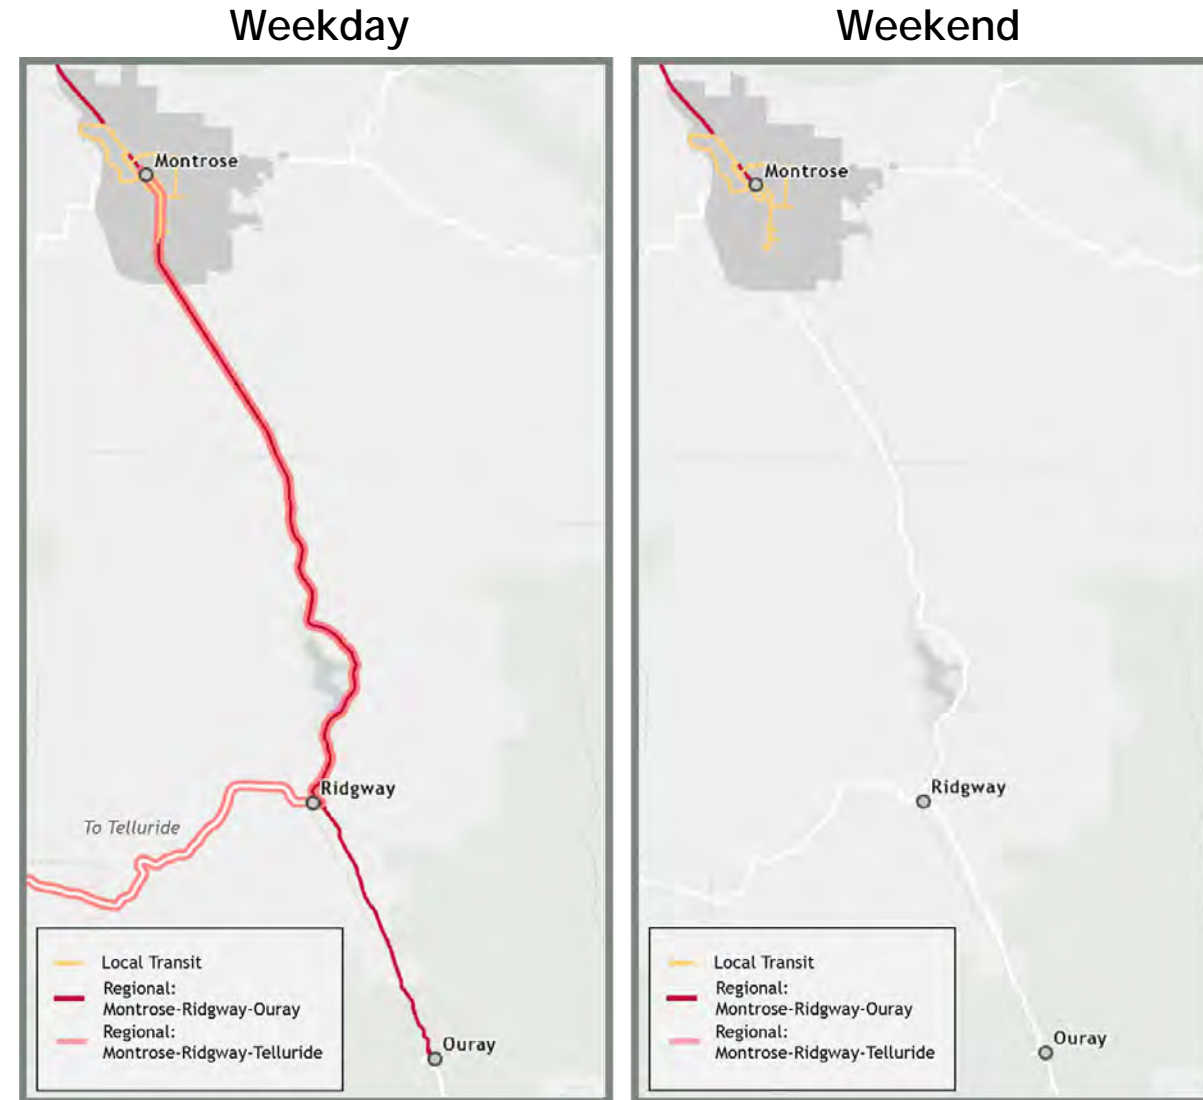 Weekday
Montrose
Ridgway
To Telluride
Local Transit
Regional:
Montrose-Ridgway-Ouray
Regional:
Montrose-Ridgway-Telluride
Ouray
Weekend
Montrose
Ridgway
Local Transit
Regional:
Montrose-Ridgway-Ouray
Regional:
Montrose-Ridgway-Telluride
Ouray